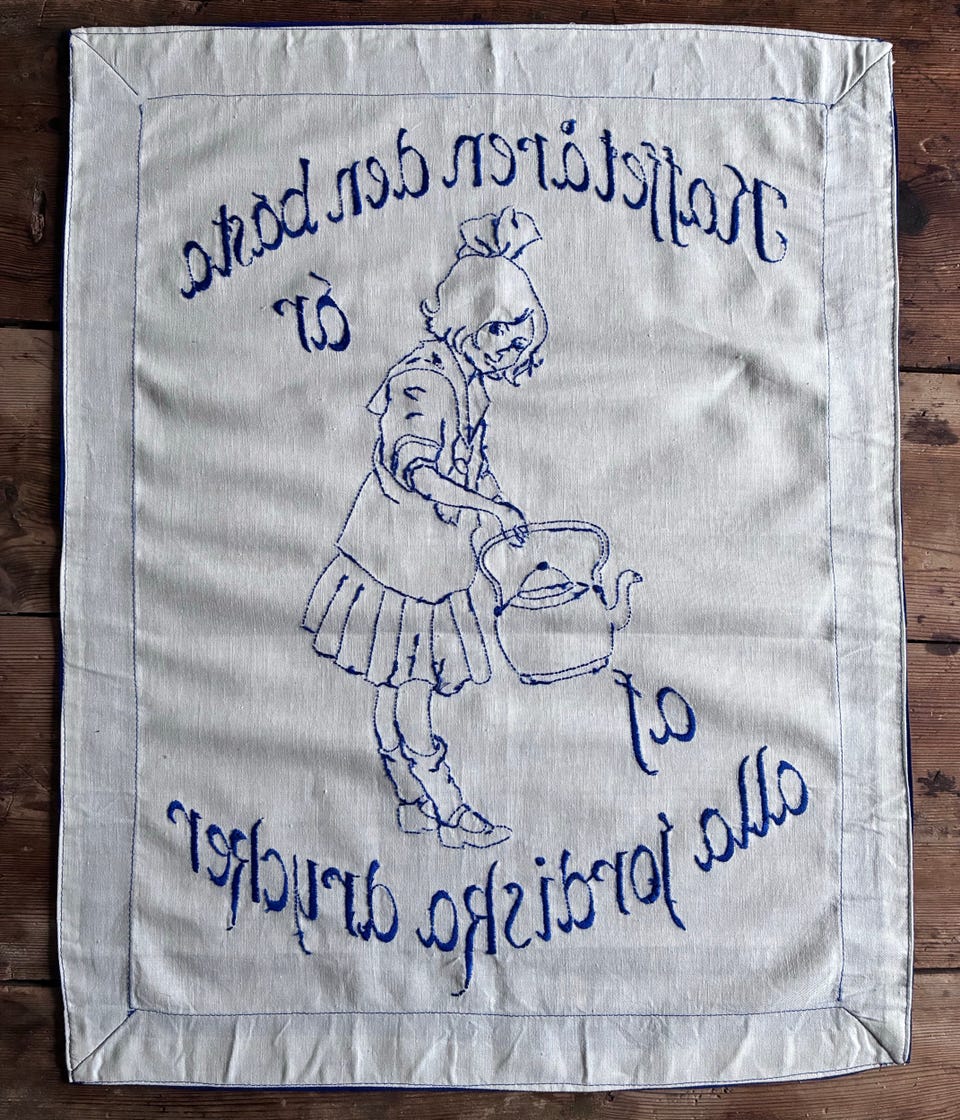 Kaffetåren den bästa
är
af
alla jordiska drycker